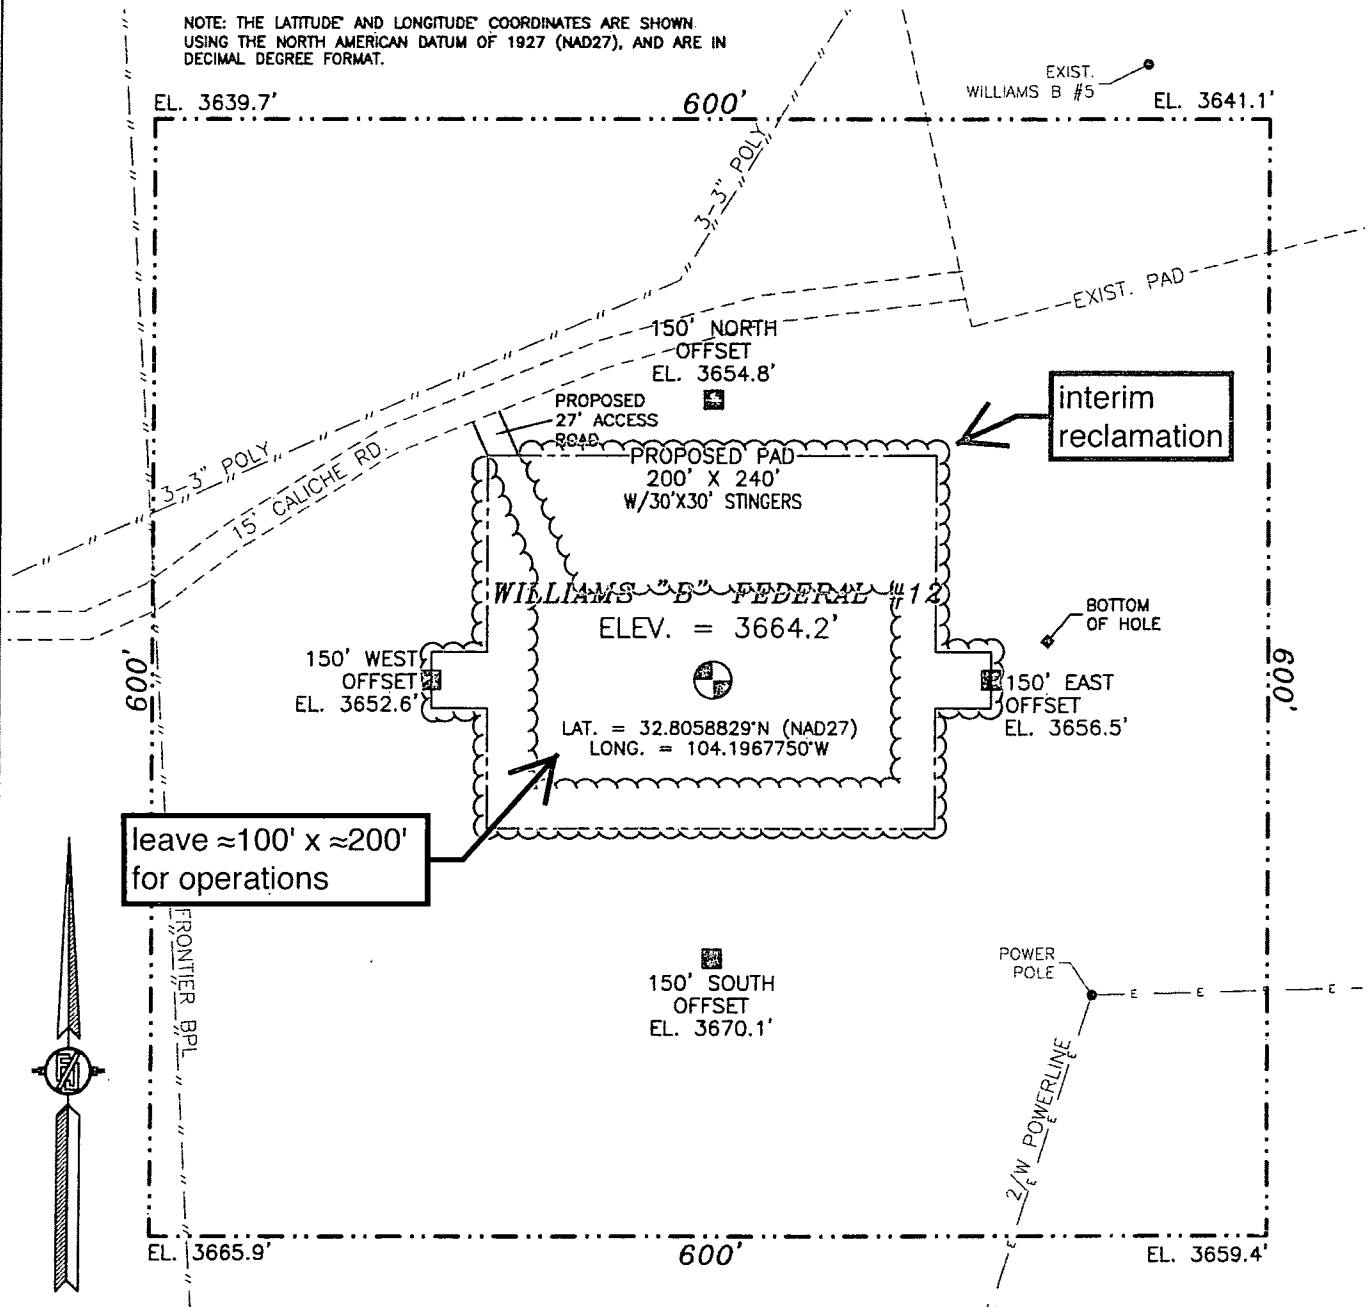 NOTE: THE LATITUDE AND LONGITUDE COORDINATES ARE SHOWN
USING THE NORTH AMERICAN DATUM OF 1927 (NAD27), AND ARE IN
DECIMAL DEGREE FORMAT.
EXIST.
WILLIAMS B #5
EL. 3639.7'
600'
EL. 3641.1'
3-3" POLY
EXIST. PAD
150' NORTH
OFFSET
EL. 3654.8'
interim
reclamation
PROPOSED
27' ACCESS
ROAD
3-3" POLY
15' CALICHE RD.
PROPOSED PAD
200' X 240'
W/30'X30' STINGERS
WILLIAMS "B" FEDERAL #12
ELEV. = 3664.2'
BOTTOM
OF HOLE
600'
150' WEST
OFFSET
EL. 3652.6'
150' EAST
OFFSET
EL. 3656.5'
600'
LAT. = 32.8058829°N (NAD27)
LONG. = 104.1967750°W
leave ≈100' x ≈200'
for operations
FRONTIER BPL
150' SOUTH
OFFSET
EL. 3670.1'
POWER
POLE
E E E E
2/W POWERLINE
E
E
E
E
EL. 3665.9'
600'
EL. 3659.4'